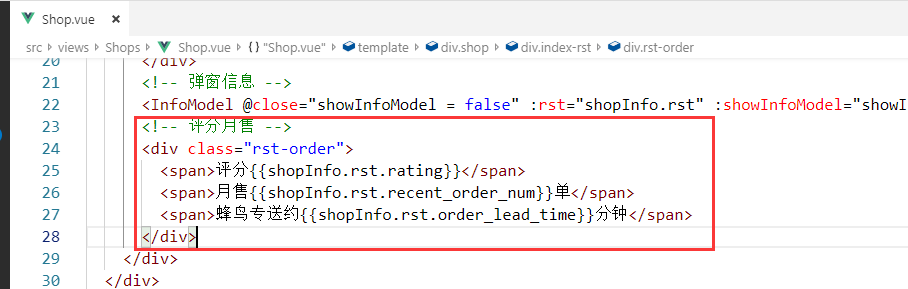 Shop.vue ×
src > views > Shops > Shop.vue > {} "Shop.vue" > template > div.shop > div.index-rst > div.rst-order
20 </div>
21 <!-- 弹窗信息 -->
22 <InfoModel @close="showInfoModel = false" :rst="shopInfo.rst" :showInfoModel="showI
23 <!-- 评分月售 -->
24 <div class="rst-order">
25 <span>评分{{shopInfo.rst.rating}}</span>
26 <span>月售{{shopInfo.rst.recent_order_num}}单</span>
27 <span>蜂鸟专送约{{shopInfo.rst.order_lead_time}}分钟</span>
28 </div>
29 </div>
30 </div>